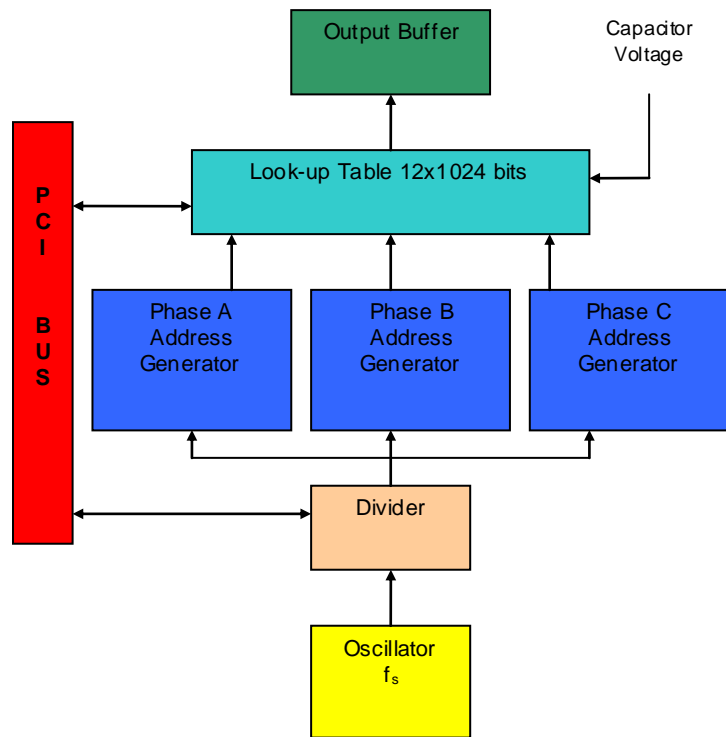 Output Buffer
Capacitor
Voltage
Look-up Table 12x1024 bits
P
C
I
B
U
S
Phase A
Address
Generator
Phase B
Address
Generator
Phase C
Address
Generator
Divider
Oscillator
fs